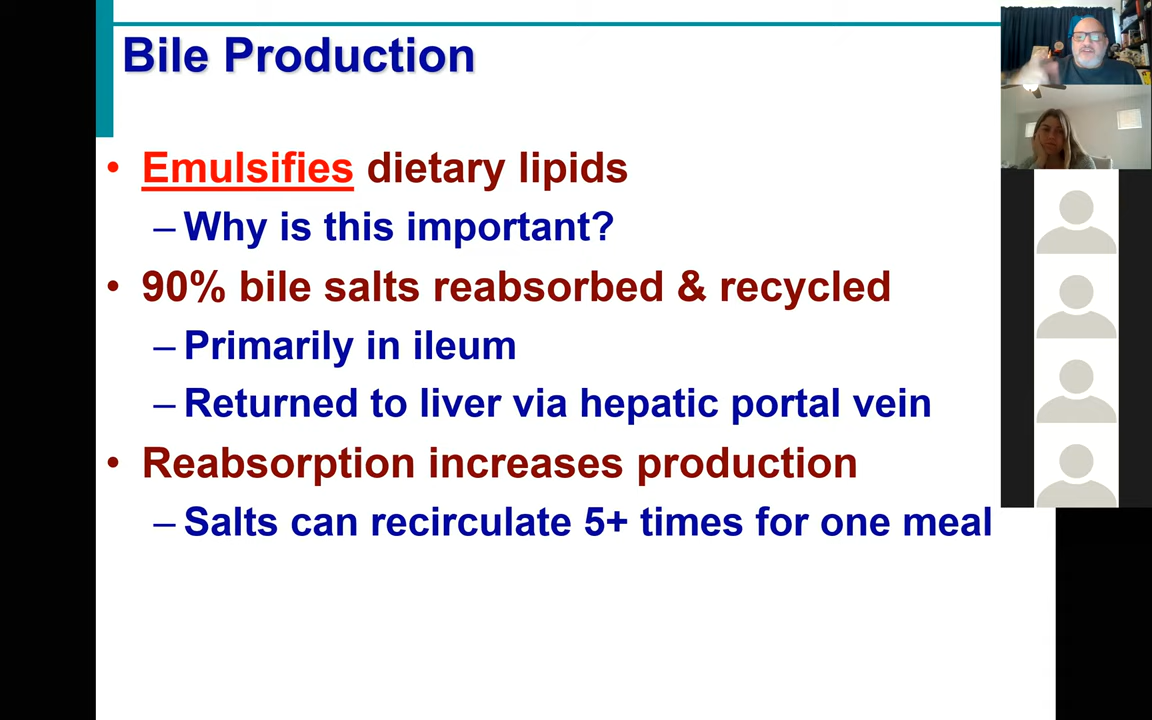 Bile Production
• Emulsifies dietary lipids
– Why is this important?
• 90% bile salts reabsorbed & recycled
– Primarily in ileum
– Returned to liver via hepatic portal vein
• Reabsorption increases production
– Salts can recirculate 5+ times for one meal